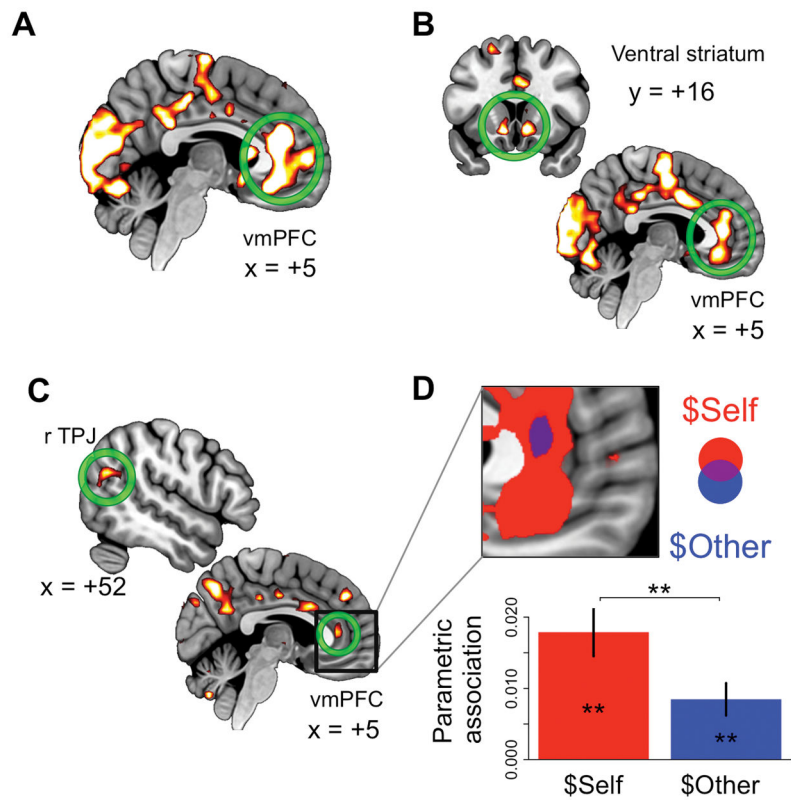 A
vmPFC
x = +5
B
Ventral striatum
y = +16
vmPFC
x = +5
C
r TPJ
x = +52
vmPFC
x = +5
D
$Self
$Other
Parametric
association
0.020
0.010
0.000
**
**
**
$Self
$Other